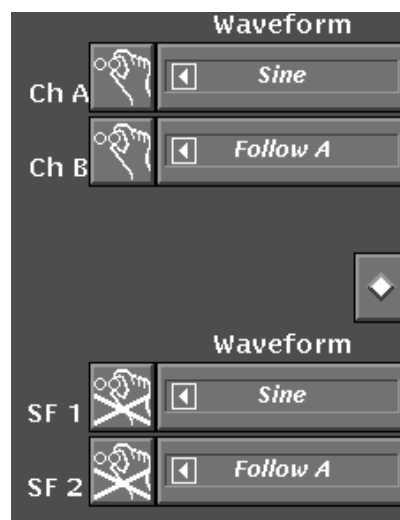 Waveform
Ch A Sine
Ch B Follow A
Waveform
SF 1 Sine
SF 2 Follow A